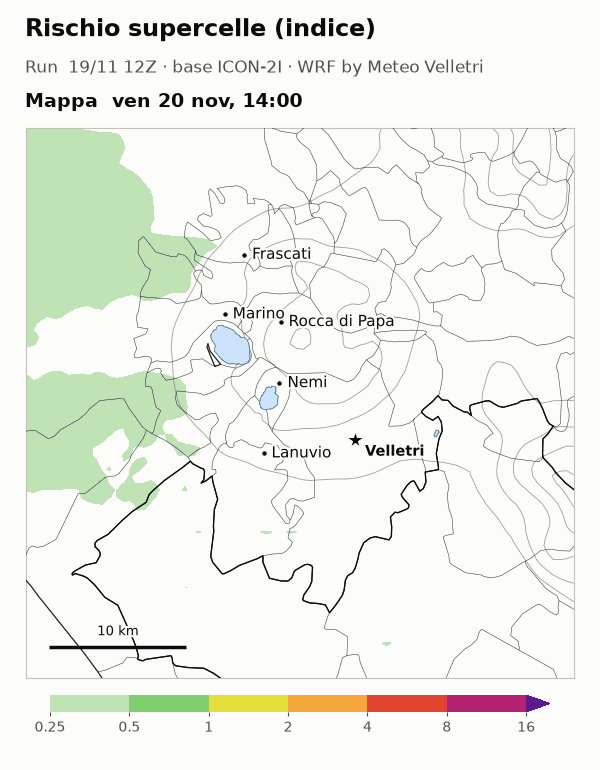 Rischio supercelle (indice)
Run  19/11 12Z · base ICON-2I · WRF by Meteo Velletri
Mappa  ven 20 nov, 14:00
Frascati
Marino
Rocca di Papa
Nemi
Velletri
Lanuvio
10 km
0.25 0.5 1 2 4 8 16